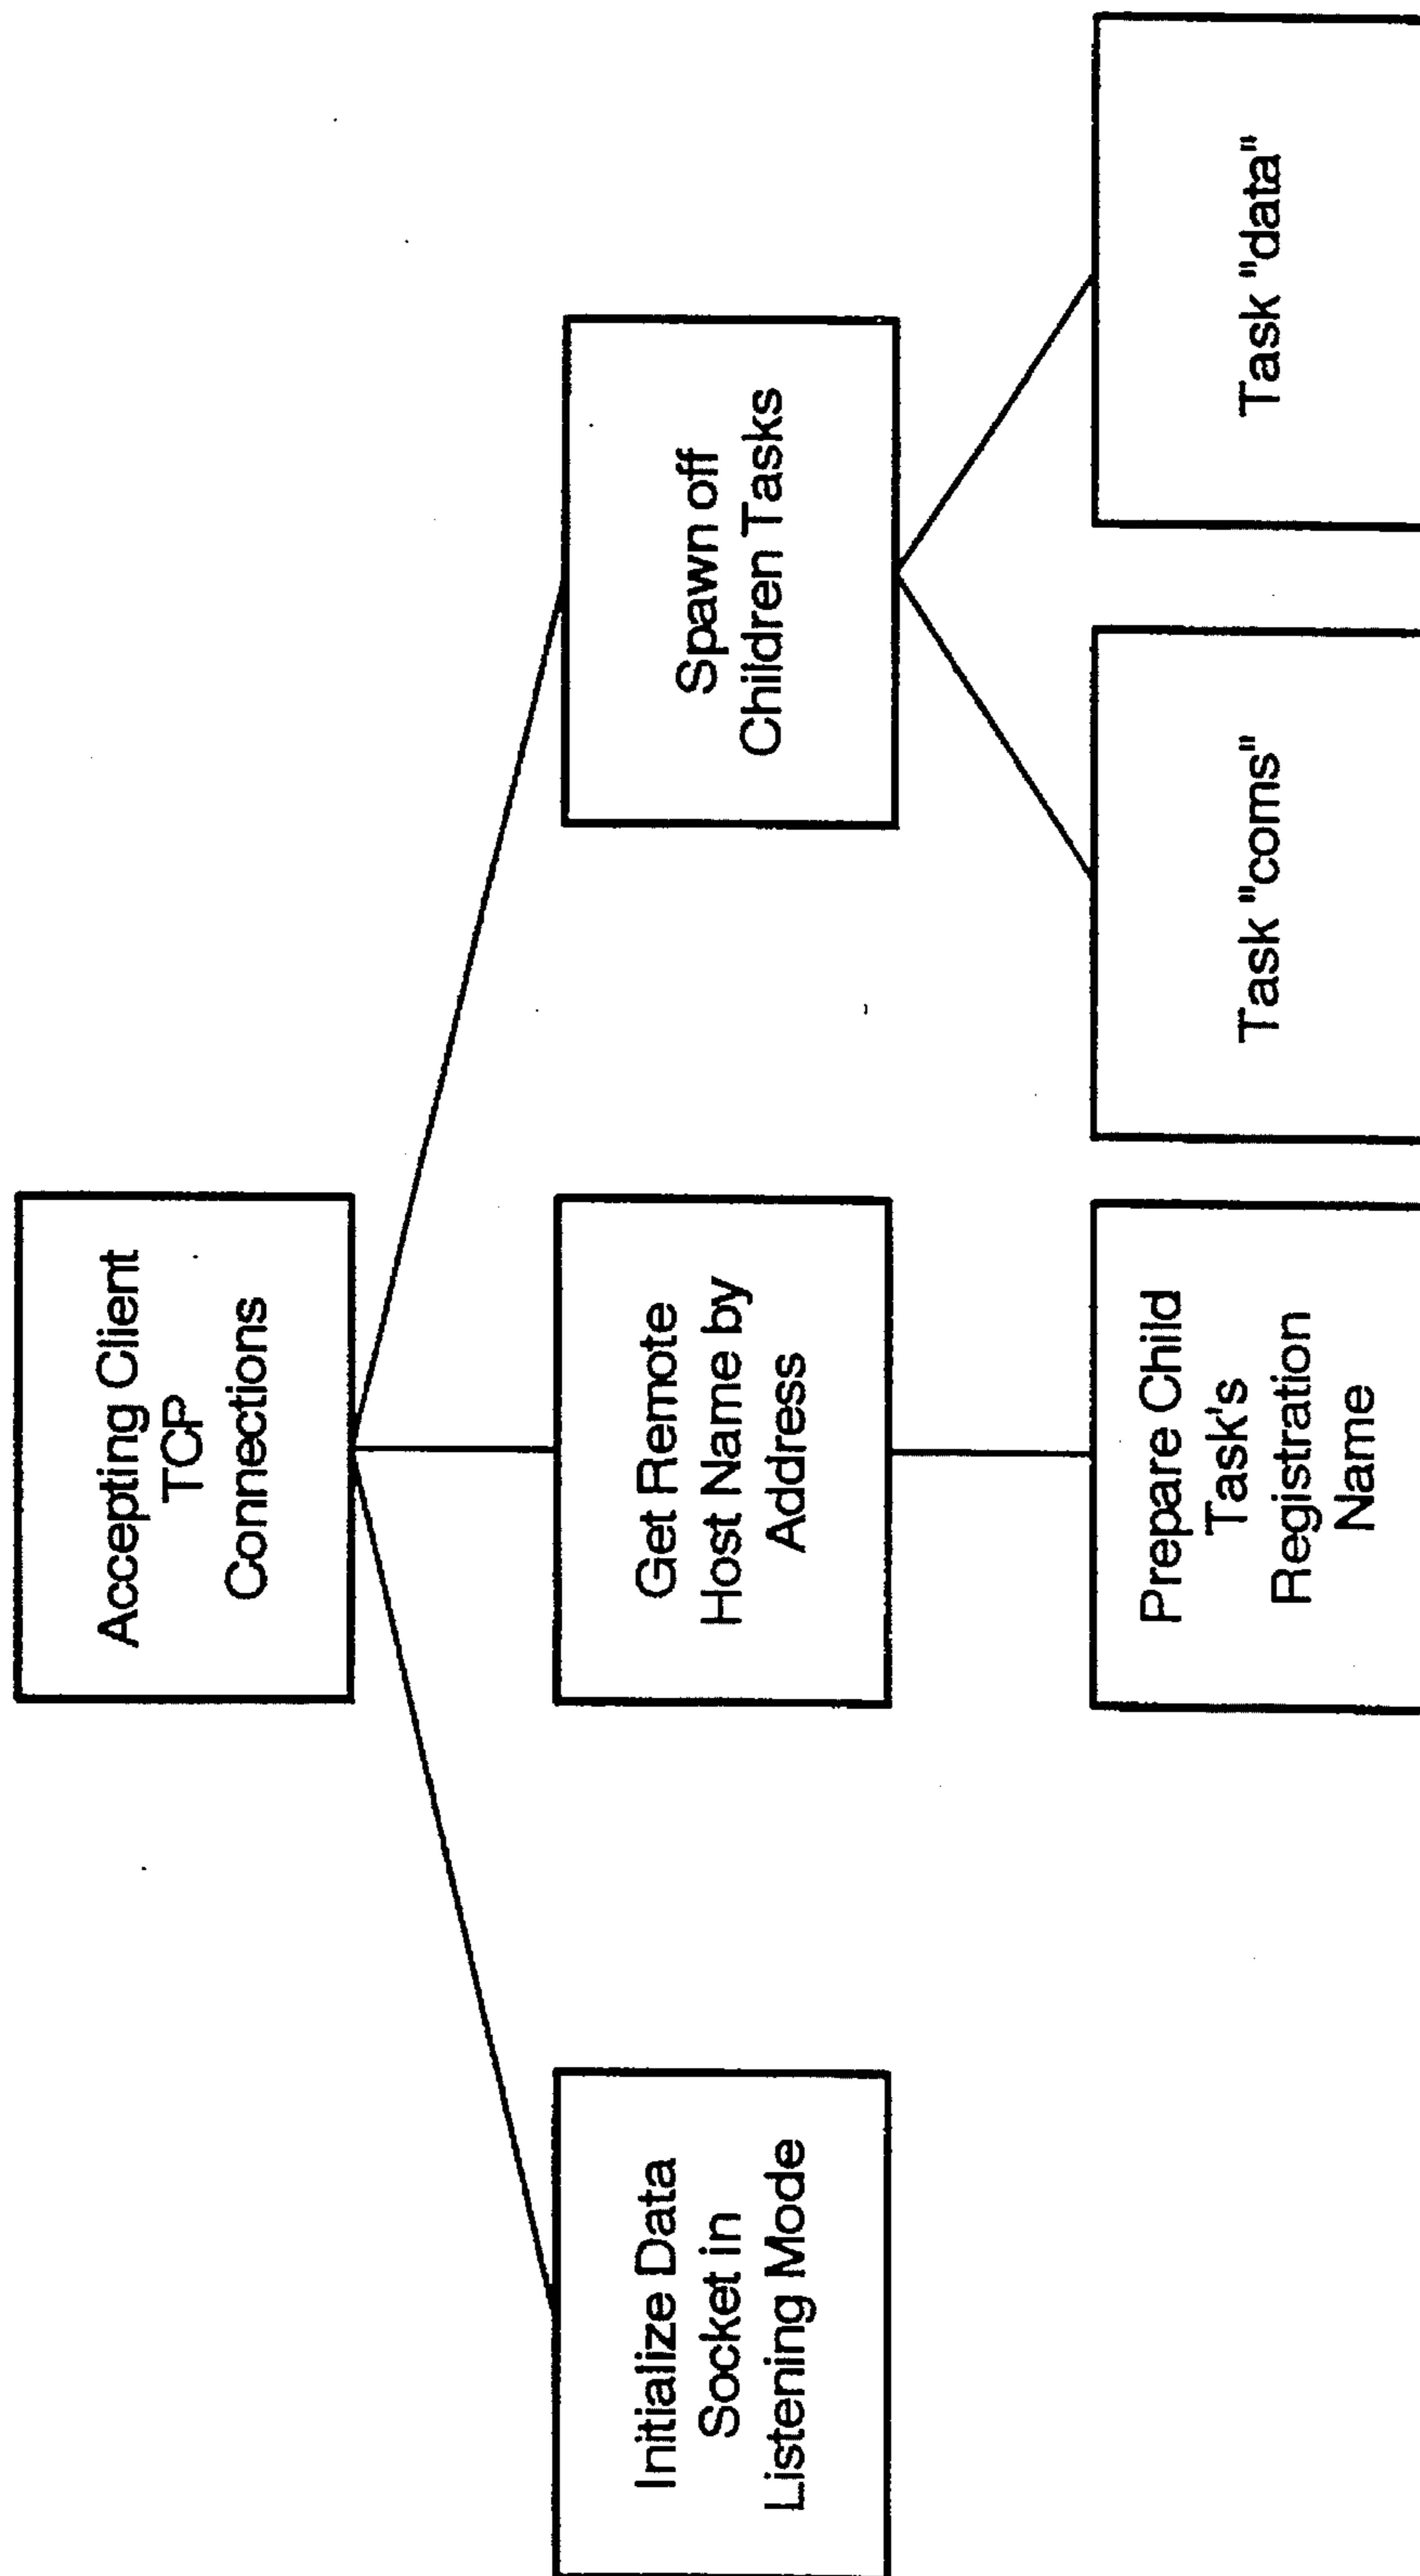 Accepting Client
TCP
Connections
Initialize Data
Socket in
Listening Mode
Get Remote
Host Name by
Address
Spawn off
Children Tasks
Prepare Child
Task's
Registration
Name
Task "coms"
Task "data"